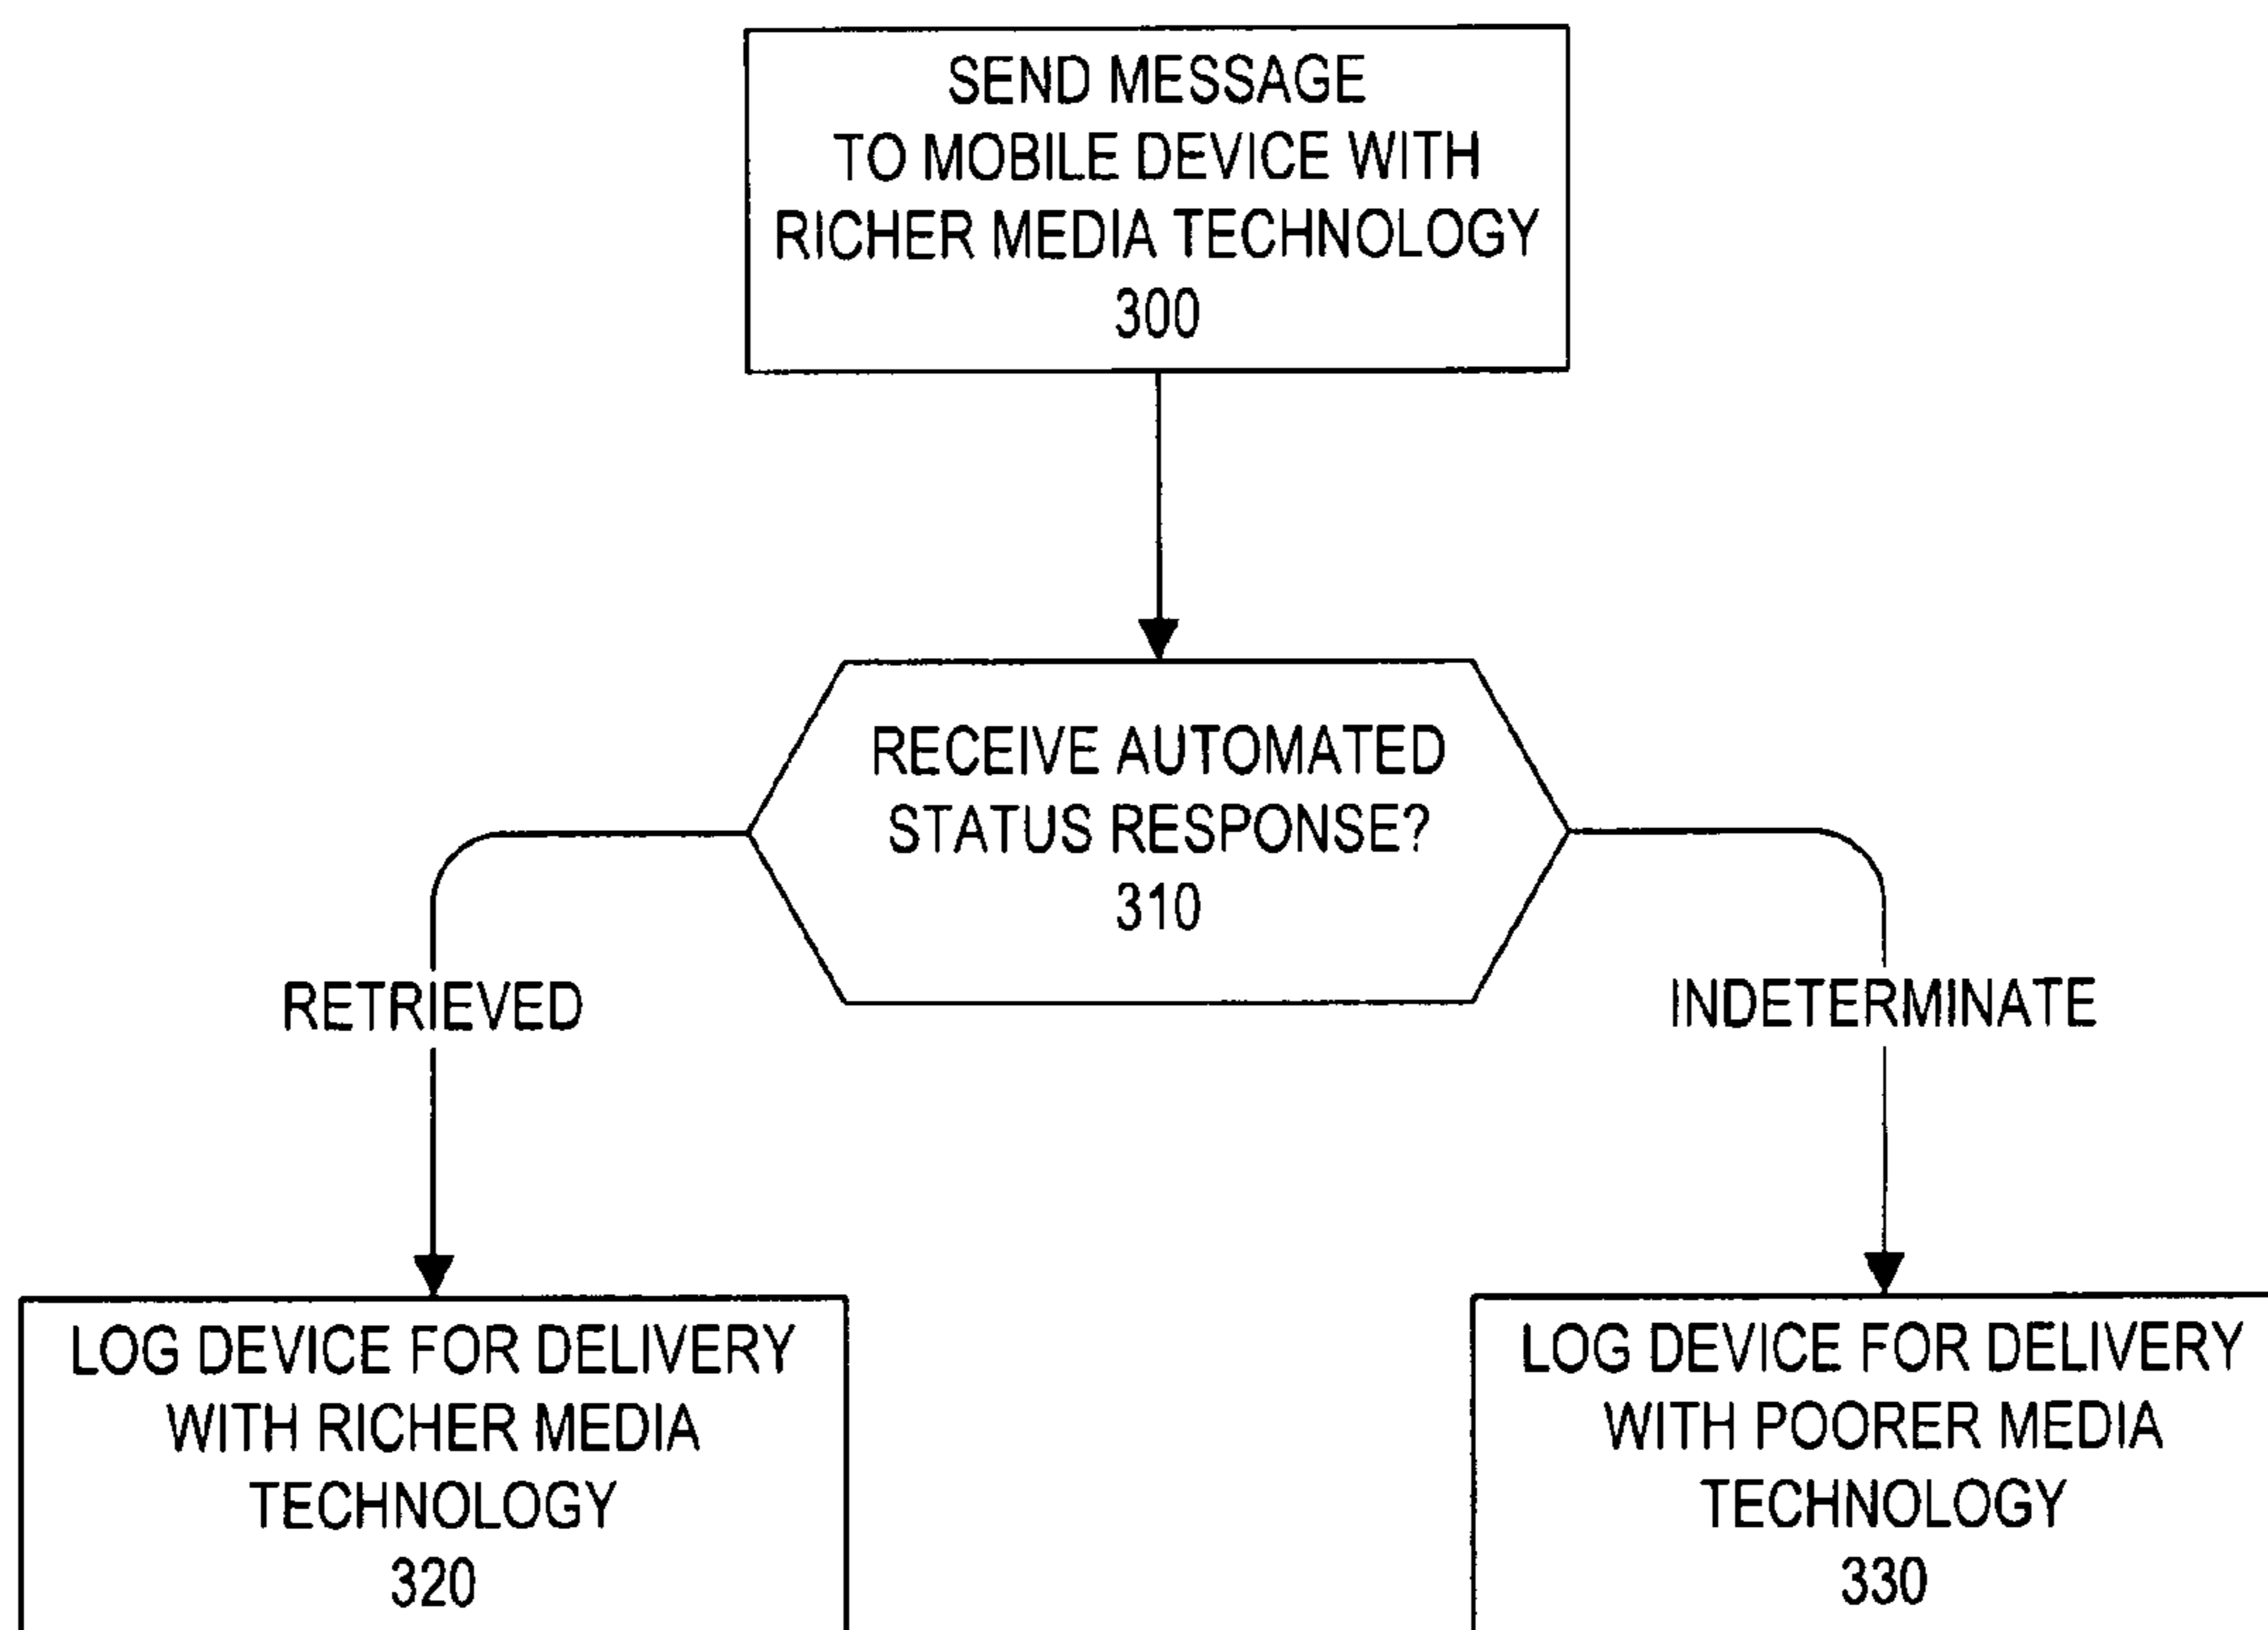 SEND MESSAGE
TO MOBILE DEVICE WITH
RICHER MEDIA TECHNOLOGY
300
RECEIVE AUTOMATED
STATUS RESPONSE?
310
RETRIEVED
INDETERMINATE
LOG DEVICE FOR DELIVERY
WITH RICHER MEDIA
TECHNOLOGY
320
LOG DEVICE FOR DELIVERY
WITH POORER MEDIA
TECHNOLOGY
330